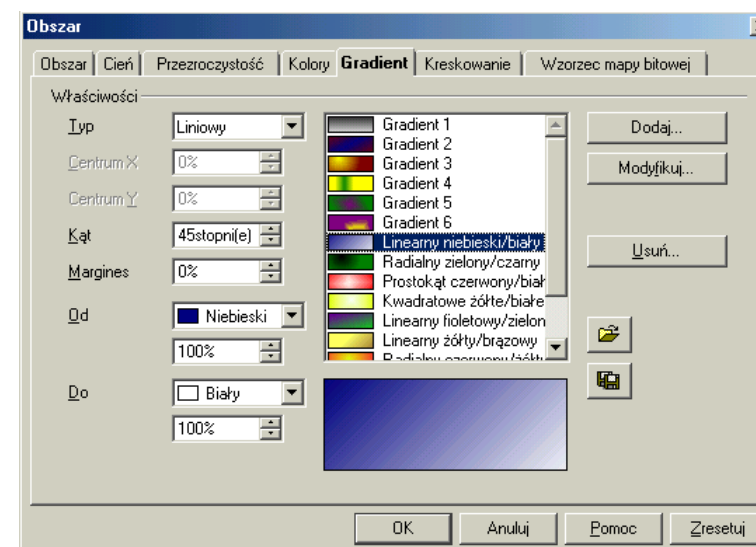 Obszar
Obszar Cień Przezroczystość Kolory Gradient Kreskowanie Wzorzec mapy bitowej
Właściwości
Typ Liniowy
Centrum X 0%
Centrum Y 0%
Kąt 45stopni(e)
Margines 0%
Od Niebieski
100%
Do Biały
100%
Gradient 1
Gradient 2
Gradient 3
Gradient 4
Gradient 5
Gradient 6
Linearny niebieski/biały
Radialny zielony/czarny
Prostokąt czerwony/biał
Kwadratowe żółte/białe
Linearny fioletowy/zielon
Linearny żółty/brązowy
Radialny czerwony/żółty
Dodaj...
Modyfikuj...
Usuń...
OK Anuluj Pomoc Zresetuj